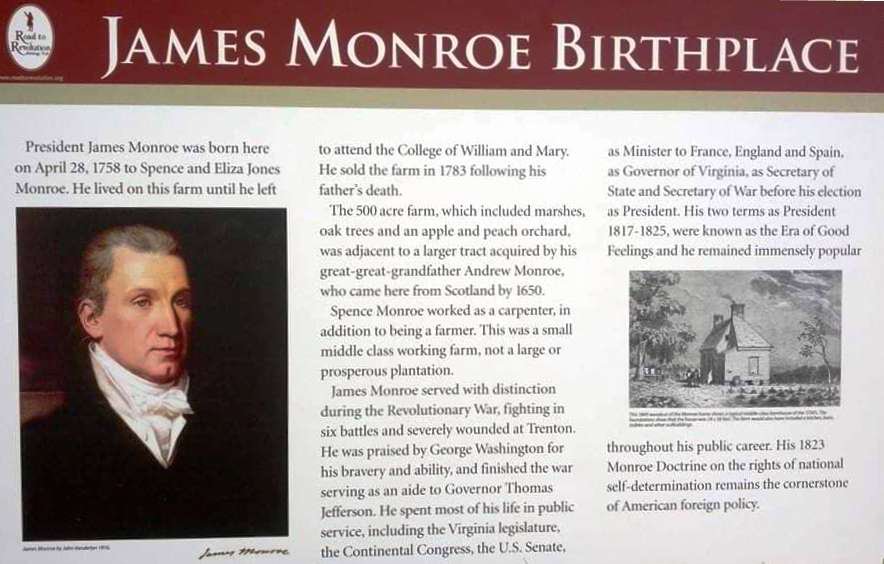 Road to
Revolution
JAMES MONROE BIRTHPLACE
President James Monroe was born here
on April 28, 1758 to Spence and Eliza Jones
Monroe. He lived on this farm until he left
James Monroe by John Vanderlyn 1816.
James Monroe
to attend the College of William and Mary.
He sold the farm in 1783 following his
father's death.
The 500 acre farm, which included marshes,
oak trees and an apple and peach orchard,
was adjacent to a larger tract acquired by his
great-great-grandfather Andrew Monroe,
who came here from Scotland by 1650.
Spence Monroe worked as a carpenter, in
addition to being a farmer. This was a small
middle class working farm, not a large or
prosperous plantation.
James Monroe served with distinction
during the Revolutionary War, fighting in
six battles and severely wounded at Trenton.
He was praised by George Washington for
his bravery and ability, and finished the war
serving as an aide to Governor Thomas
Jefferson. He spent most of his life in public
service, including the Virginia legislature,
the Continental Congress, the U.S. Senate,
as Minister to France, England and Spain,
as Governor of Virginia, as Secretary of
State and Secretary of War before his election
as President. His two terms as President
1817-1825, were known as the Era of Good
Feelings and he remained immensely popular
throughout his public career. His 1823
Monroe Doctrine on the rights of national
self-determination remains the cornerstone
of American foreign policy.